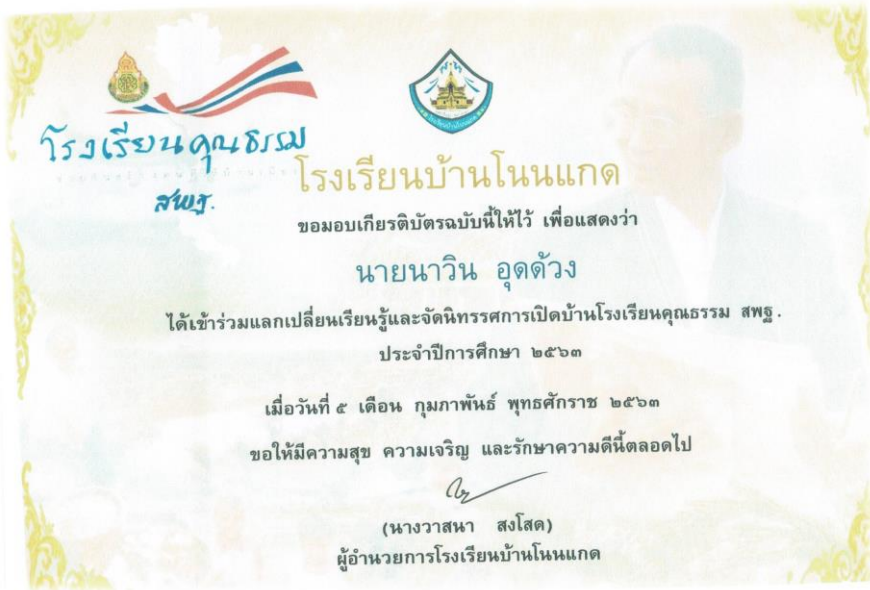 โรงเรียนคุณธรรม
สพฐ.
โรงเรียนบ้านโนนแกด
ขอมอบเกียรติบัตรฉบับนี้ให้ไว้ เพื่อแสดงว่า
นายนาวิน อุดด้วง
ได้เข้าร่วมแลกเปลี่ยนเรียนรู้และจัดนิทรรศการเปิดบ้านโรงเรียนคุณธรรม สพฐ.
ประจำปีการศึกษา ๒๕๖๓
เมื่อวันที่ ๕ เดือน กุมภาพันธ์ พุทธศักราช ๒๕๖๓
ขอให้มีความสุข ความเจริญ และรักษาความดีนี้ตลอดไป
(นางวาสนา สงโสด)
ผู้อำนวยการโรงเรียนบ้านโนนแกด